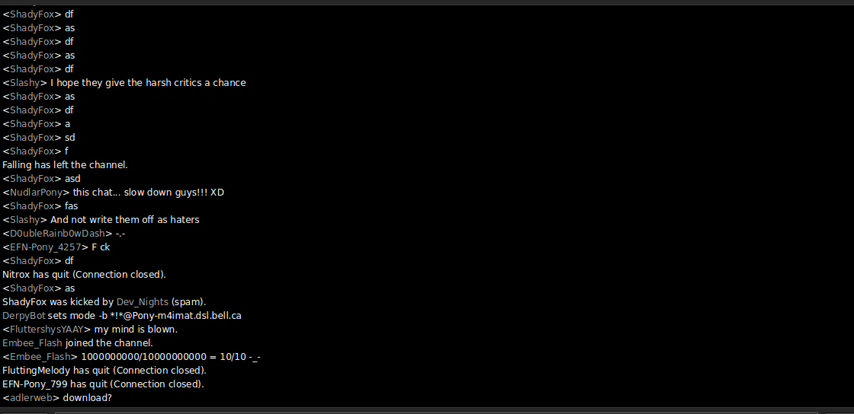 <ShadyFox> df
<ShadyFox> as
<ShadyFox> df
<ShadyFox> as
<ShadyFox> df
<Slashy> I hope they give the harsh critics a chance
<ShadyFox> as
<ShadyFox> df
<ShadyFox> a
<ShadyFox> sd
<ShadyFox> f
Falling has left the channel.
<ShadyFox> asd
<NudlarPony> this chat... slow down guys!!! XD
<ShadyFox> fas
<Slashy> And not write them off as haters
<D0ubleRainb0wDash> -.-
<EFN-Pony_4257> F ck
<ShadyFox> df
Nitrox has quit (Connection closed).
<ShadyFox> as
ShadyFox was kicked by Dev_Nights (spam).
DerpyBot sets mode -b *!*@Pony-m4imat.dsl.bell.ca
<FluttershysYAAY> my mind is blown.
Embee_Flash joined the channel.
<Embee_Flash> 1000000000/10000000000 = 10/10 -_-
FluttingMelody has quit (Connection closed).
EFN-Pony_799 has quit (Connection closed).
<adlerweb> download?